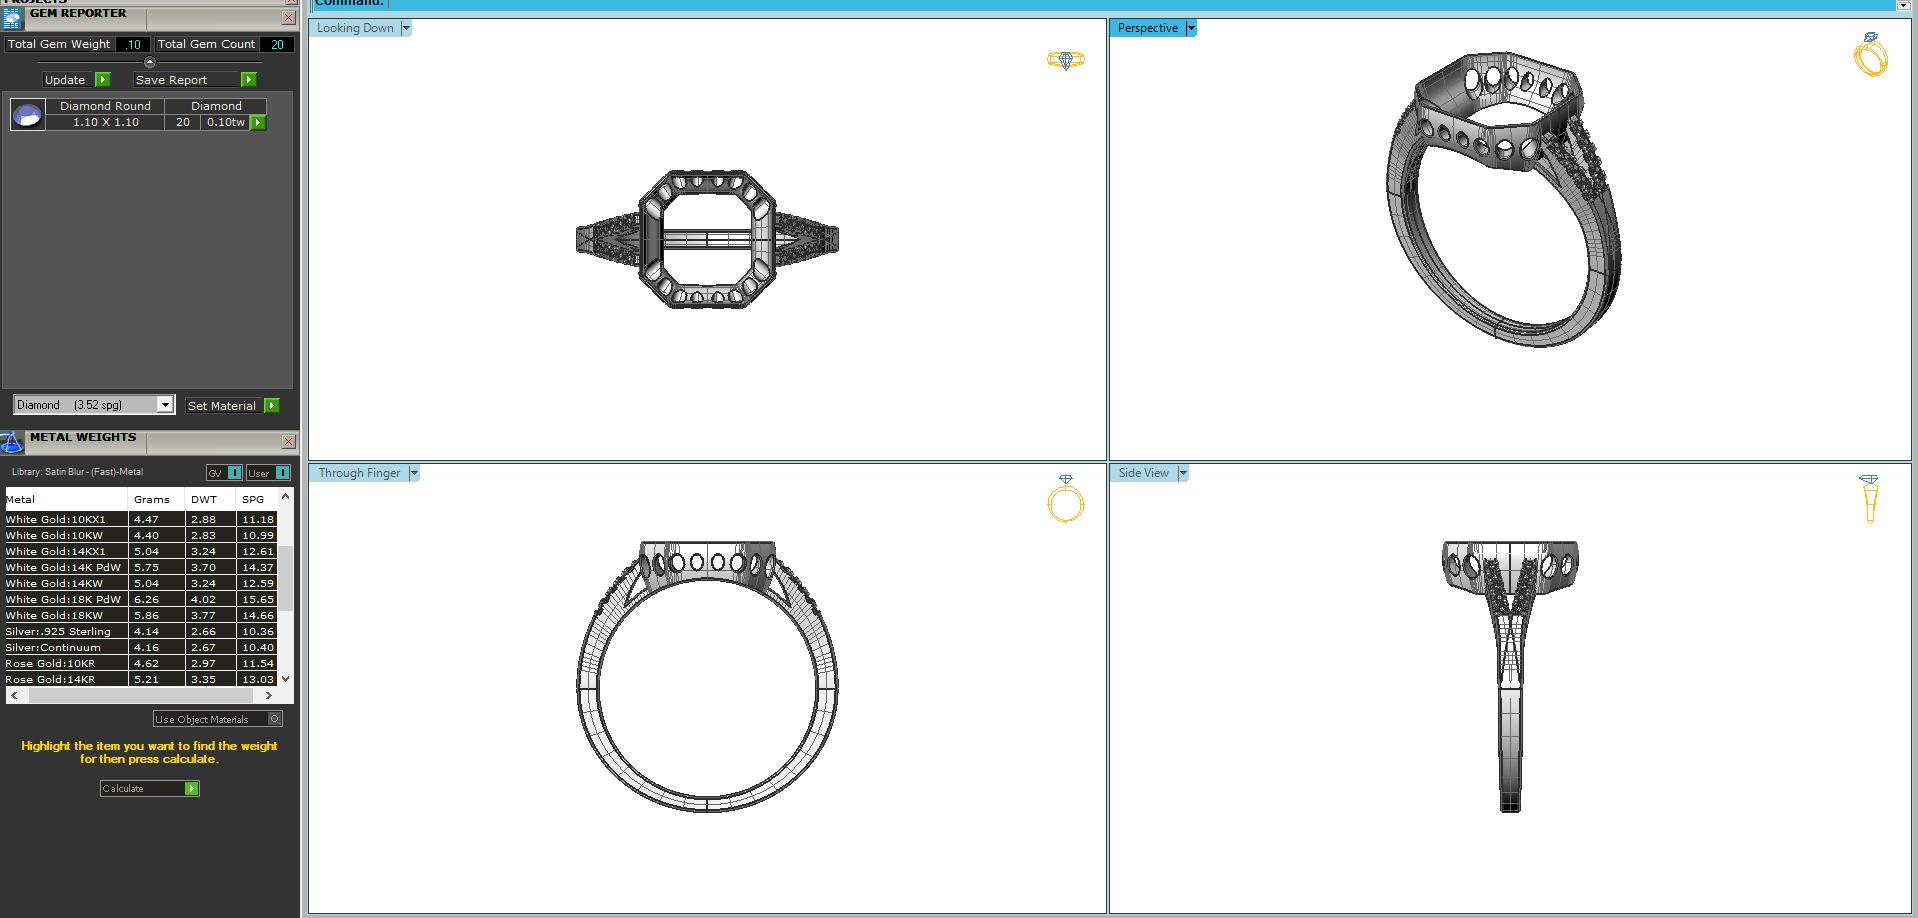 PROJECTS
GEM REPORTER
Total Gem Weight .10 Total Gem Count 20
Update Save Report
Diamond Round Diamond
1.10 X 1.10 20 0.10tw
Diamond (3.52 spg) Set Material
METAL WEIGHTS
Library: Satin Blur - (Fast)-Metal GV I User I
Metal Grams DWT SPG
White Gold:10KX1 4.47 2.88 11.18
White Gold:10KW 4.40 2.83 10.99
White Gold:14KX1 5.04 3.24 12.61
White Gold:14K PdW 5.75 3.70 14.37
White Gold:14KW 5.04 3.24 12.59
White Gold:18K PdW 6.26 4.02 15.65
White Gold:18KW 5.86 3.77 14.66
Silver:.925 Sterling 4.14 2.66 10.36
Silver:Continuum 4.16 2.67 10.40
Rose Gold:10KR 4.62 2.97 11.54
Rose Gold:14KR 5.21 3.35 13.03
Use Object Materials
Highlight the item you want to find the weight
for then press calculate.
Calculate
Command:
Looking Down
Perspective
Through Finger
Side View